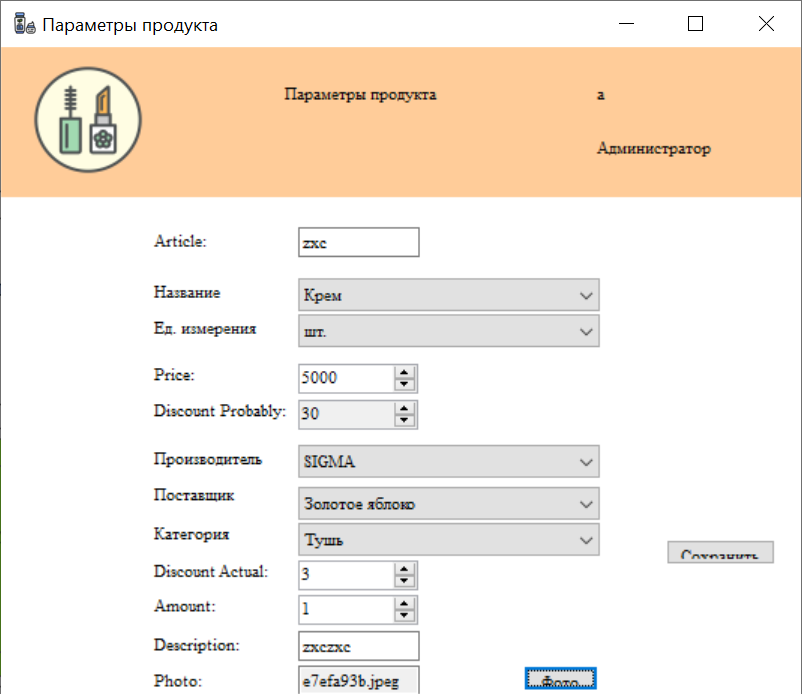 Параметры продукта
Параметры продукта
a
Администратор
Article:
zxc
Название
Крем
Ед. измерения
шт.
Price:
5000
Discount Probably:
30
Производитель
SIGMA
Поставщик
Золотое яблоко
Категория
Тушь
Сохранить
Discount Actual:
3
Amount:
1
Description:
zxczxc
Photo:
e7efa93b.jpeg
Фото